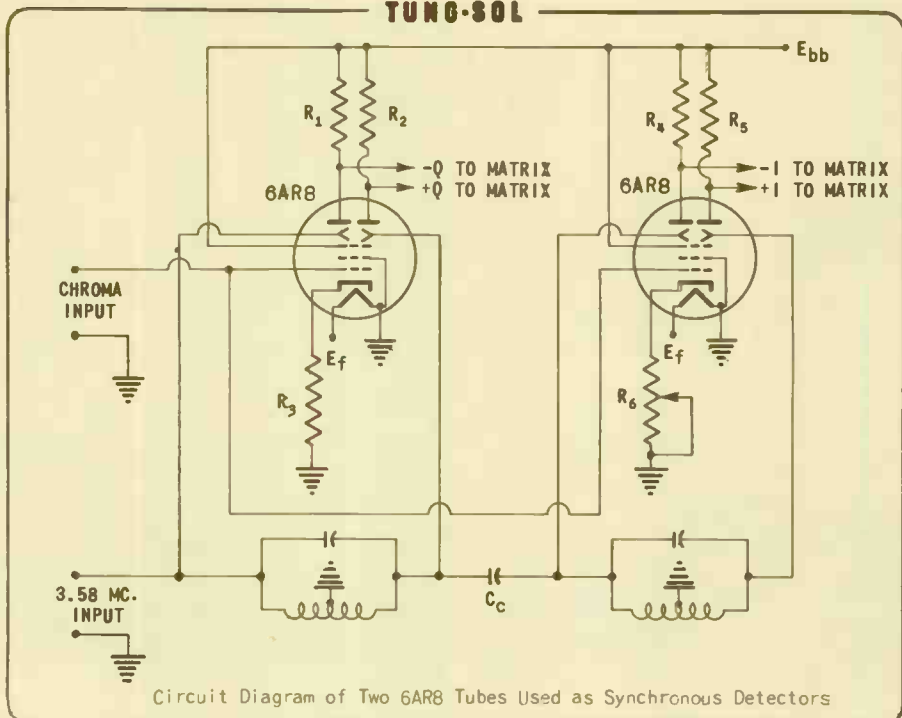 TUNG-SOL
Ebb
R1
R2
R4
R5
-Q TO MATRIX
+Q TO MATRIX
-I TO MATRIX
+I TO MATRIX
6AR8
6AR8
CHROMA
INPUT
Ef
Ef
R3
R6
3.58 MC.
INPUT
Cc
Circuit Diagram of Two 6AR8 Tubes Used as Synchronous Detectors